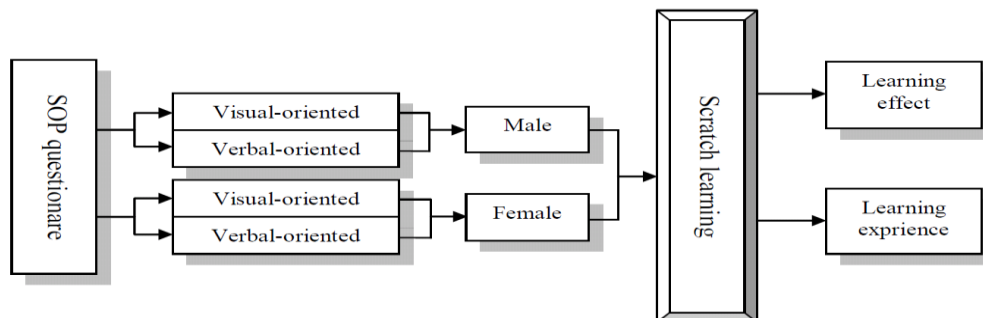 SOP questionare
Visual-oriented
Verbal-oriented
Visual-oriented
Verbal-oriented
Male
Female
Scratch learning
Learning
effect
Learning
exprience